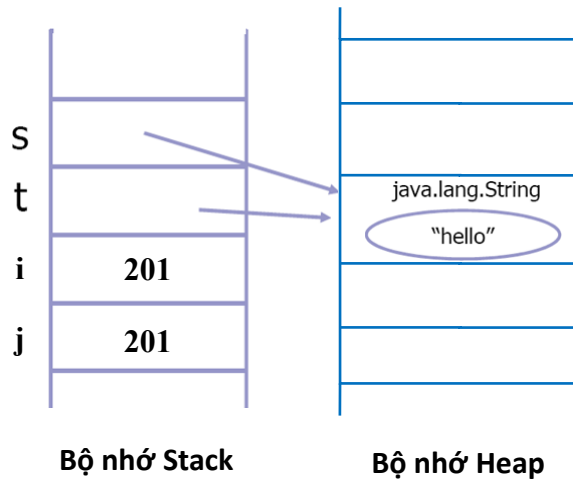 s
t
i 201
j 201
java.lang.String
“hello”
Bộ nhớ Stack
Bộ nhớ Heap